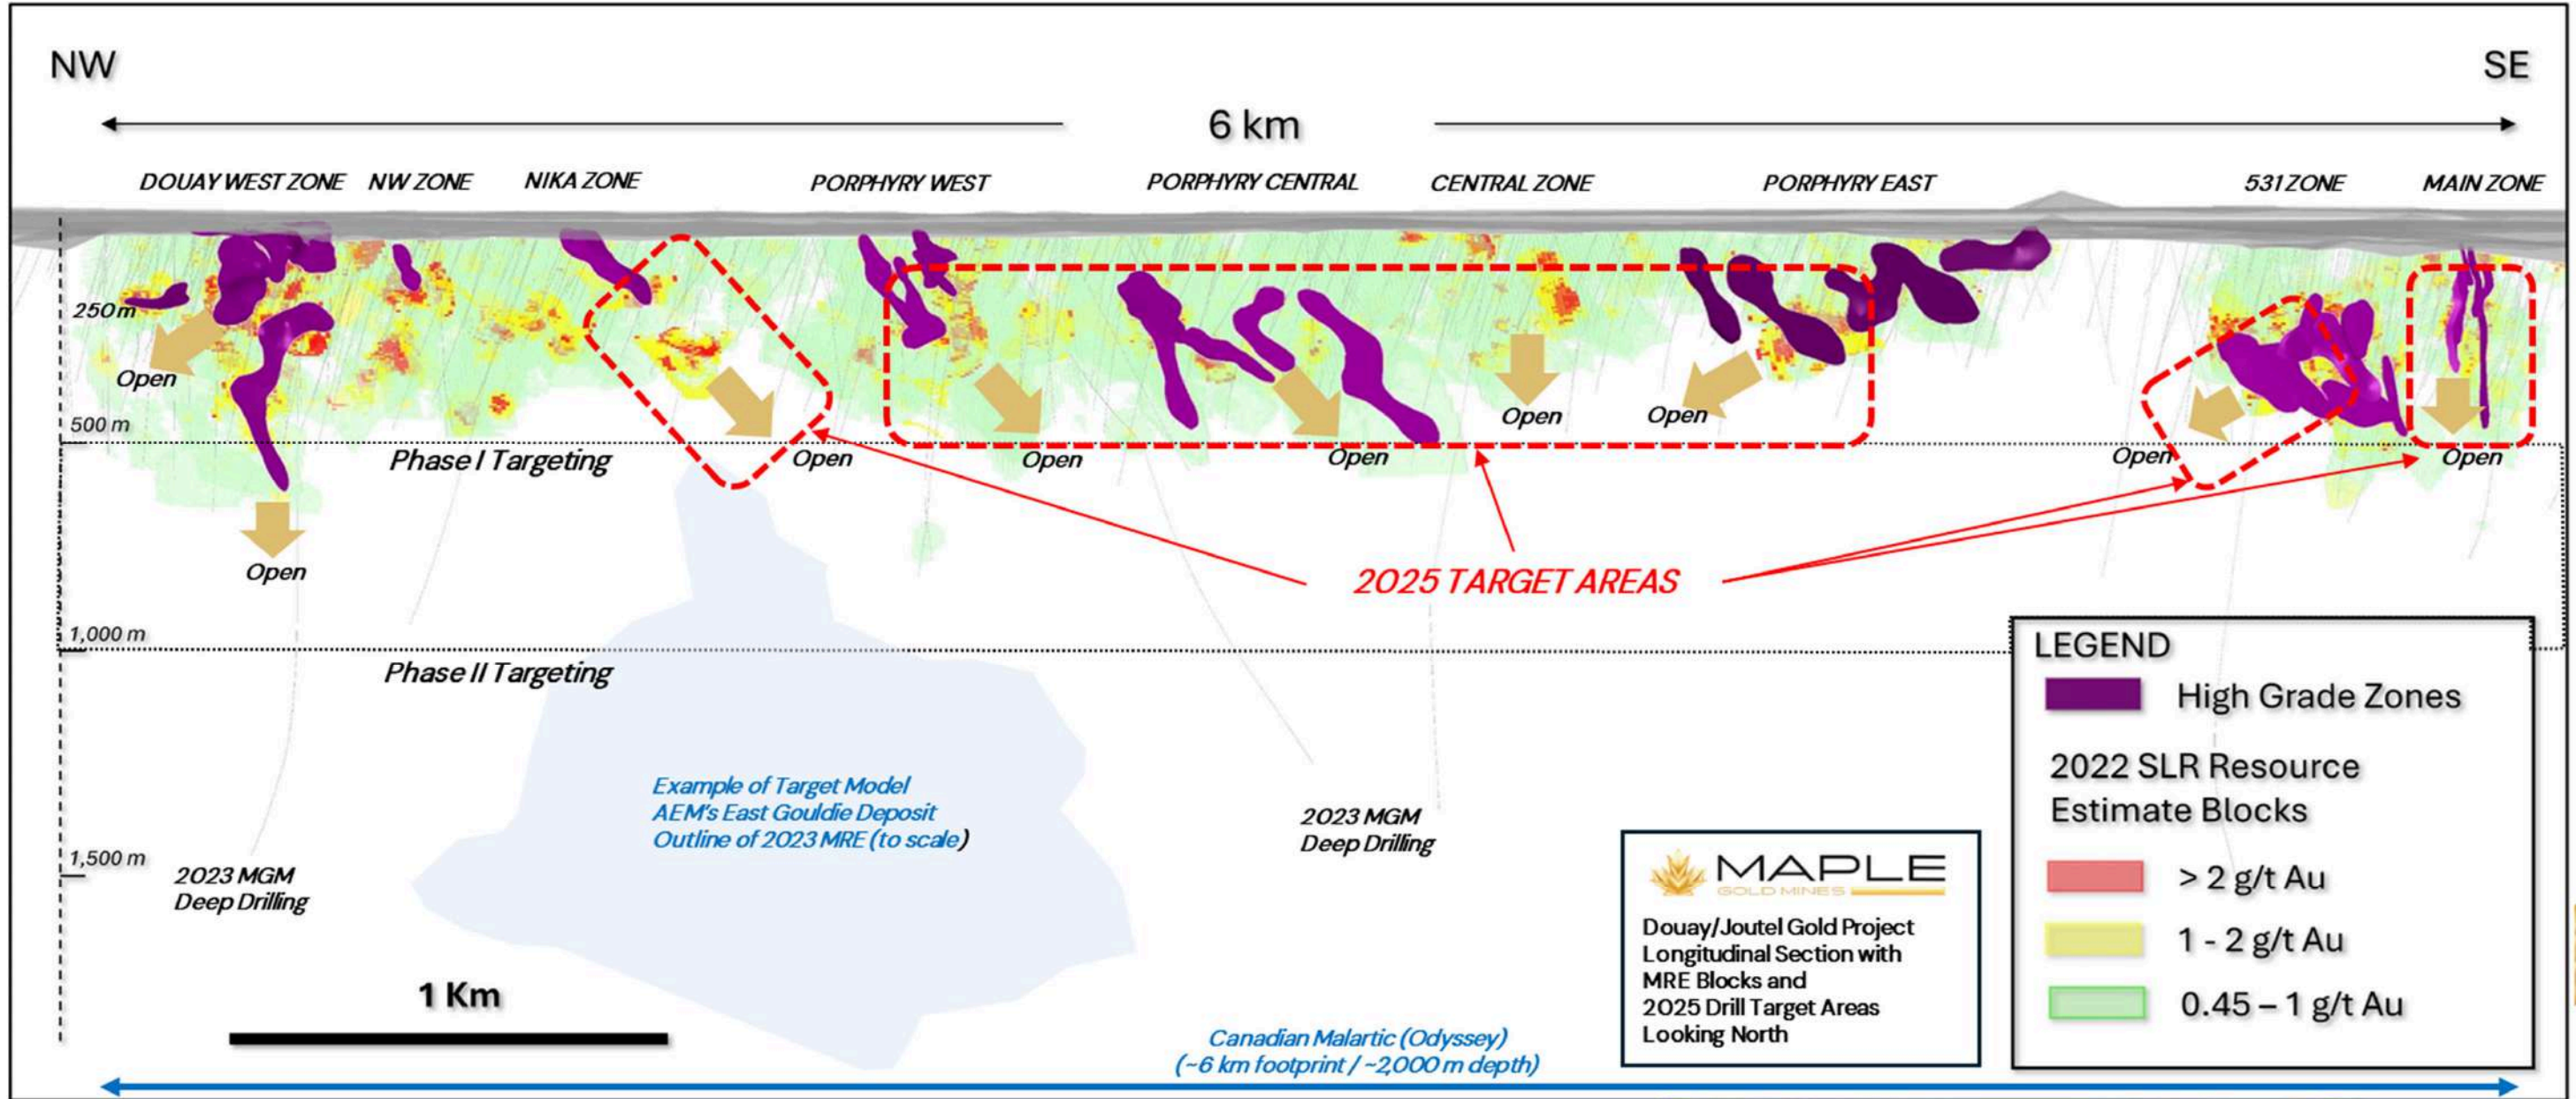 NW
SE
6 km
DOUAY WEST ZONE
NW ZONE
NIKA ZONE
PORPHYRY WEST
PORPHYRY CENTRAL
CENTRAL ZONE
PORPHYRY EAST
531 ZONE
MAIN ZONE
250 m
Open
Open
Open
500 m
Phase I Targeting
Open
Open
Open
Open
Open
Open
2025 TARGET AREAS
1,000 m
Phase II Targeting
Example of Target Model
AEM's East Gouldie Deposit
Outline of 2023 MRE (to scale)
2023 MGM
Deep Drilling
1,500 m
2023 MGM
Deep Drilling
1 Km
Canadian Malartic (Odyssey)
(~6 km footprint / ~2,000 m depth)
MAPLE
GOLD MINES
Douay/Joutel Gold Project
Longitudinal Section with
MRE Blocks and
2025 Drill Target Areas
Looking North
LEGEND
High Grade Zones
2022 SLR Resource
Estimate Blocks
> 2 g/t Au
1 - 2 g/t Au
0.45 – 1 g/t Au